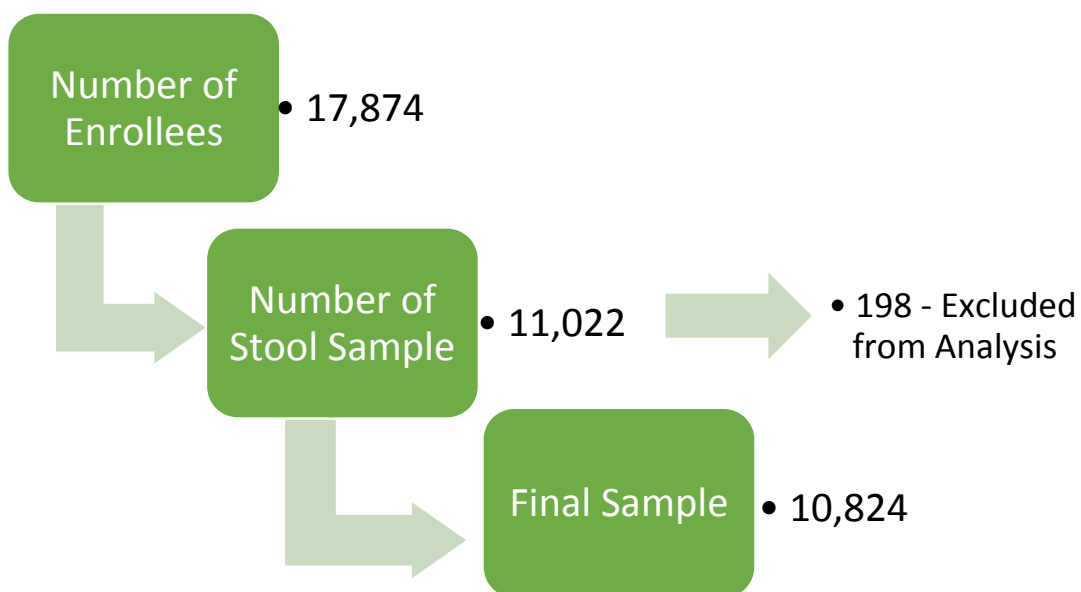 Number of
Enrollees
• 17,874
Number of
Stool Sample
• 11,022
• 198 - Excluded
from Analysis
Final Sample
• 10,824